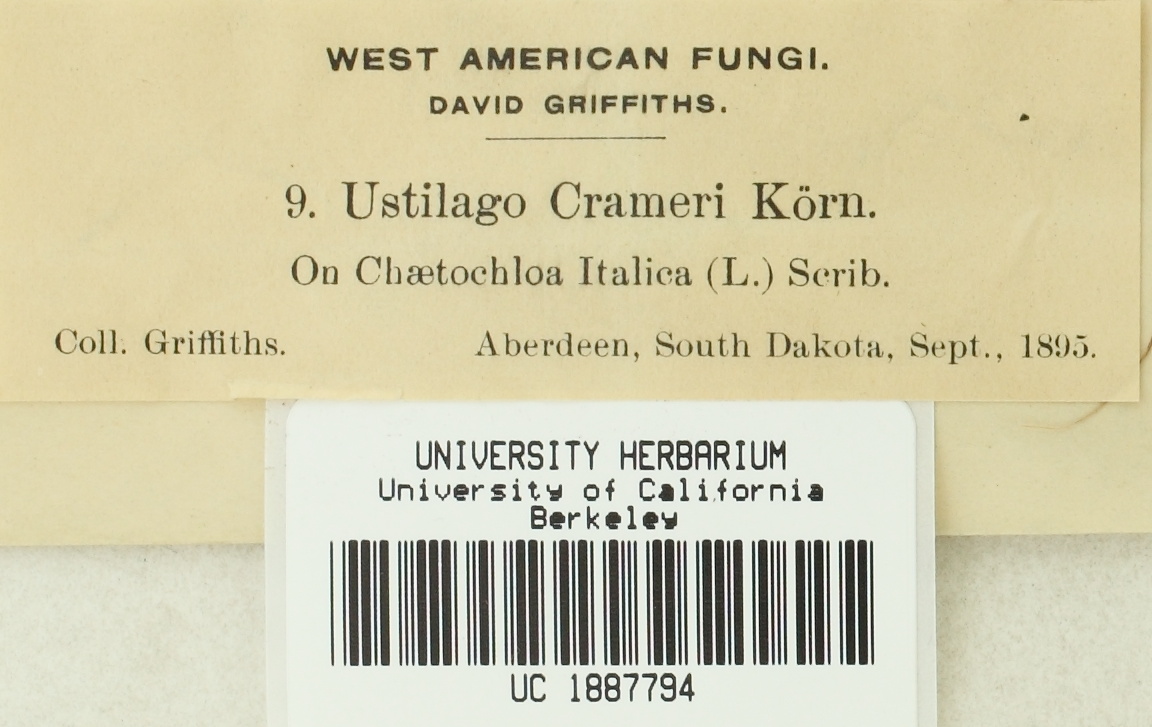 WEST AMERICAN FUNGI.
DAVID GRIFFITHS.
9. Ustilago Crameri Körn.
On Chætochloa Italica (L.) Scrib.
Coll. Griffiths. Aberdeen, South Dakota, Sept., 1895.
UNIVERSITY HERBARIUM
University of California
Berkeley
UC 1887794